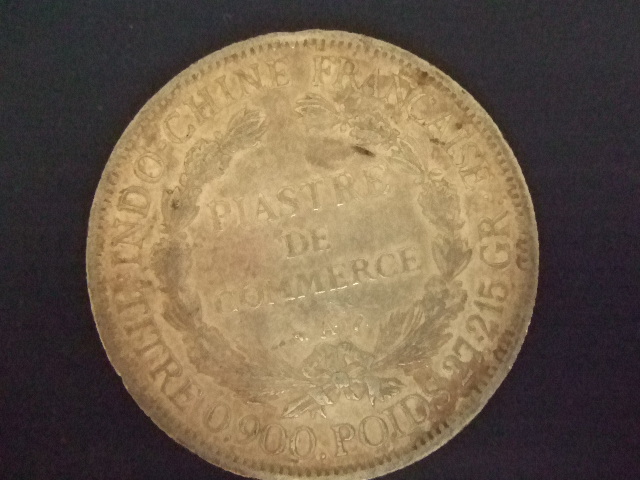 INDO-CHINE FRANÇAISE
PIASTRE
DE
COMMERCE
TITRE 0,900. POIDS 27,215 GR.